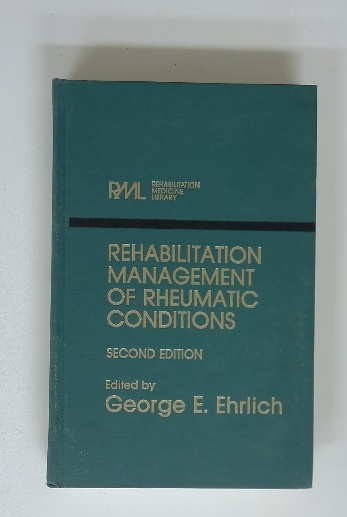 RML REHABILITATION
MEDICINE
LIBRARY
REHABILITATION
MANAGEMENT
OF RHEUMATIC
CONDITIONS
SECOND EDITION
Edited by
George E. Ehrlich